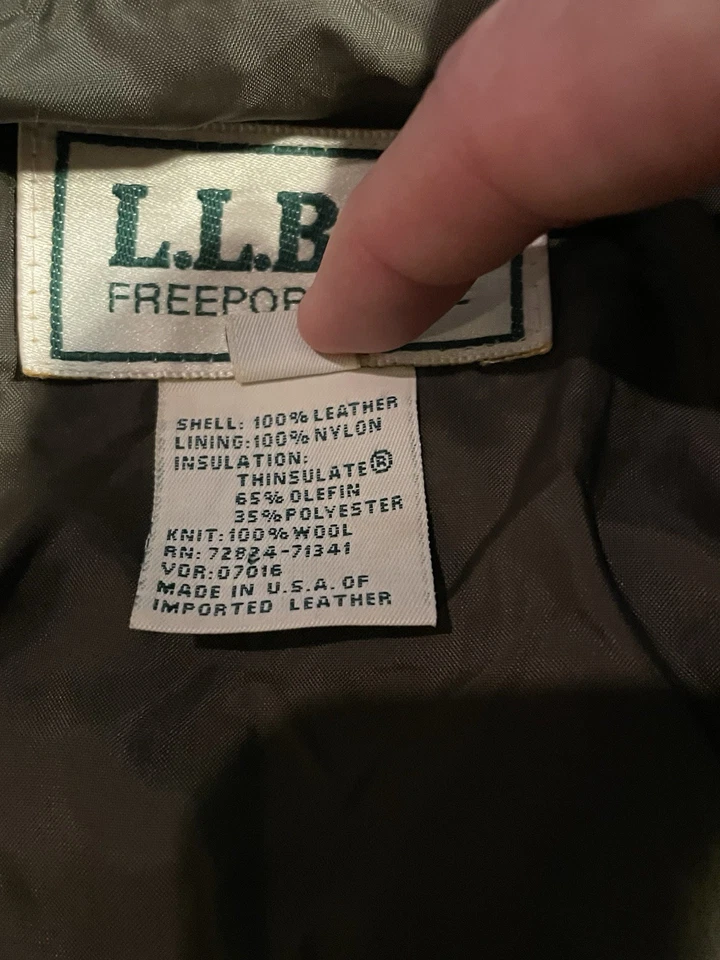 L.L.B
FREEPOR
SHELL: 100% LEATHER
LINING:100% NYLON
INSULATION:
THINSULATE®
65% OLEFIN
35% POLYESTER
KNIT:100% WOOL
RN: 72824-71341
VDR:07016
MADE IN U.S.A. OF
IMPORTED LEATHER